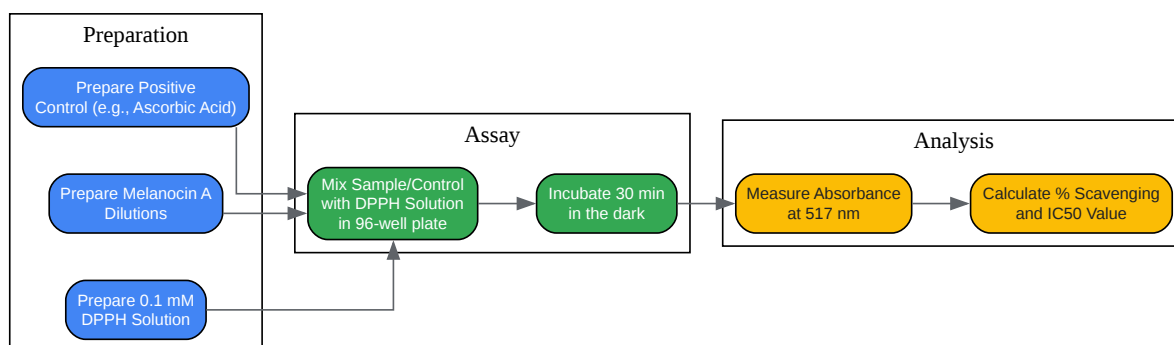 Preparation
Prepare Positive
Control (e.g., Ascorbic Acid)
Prepare Melanocin A
Dilutions
Prepare 0.1 mM
DPPH Solution
Assay
Mix Sample/Control
with DPPH Solution
in 96-well plate
Incubate 30 min
in the dark
Analysis
Measure Absorbance
at 517 nm
Calculate % Scavenging
and IC50 Value